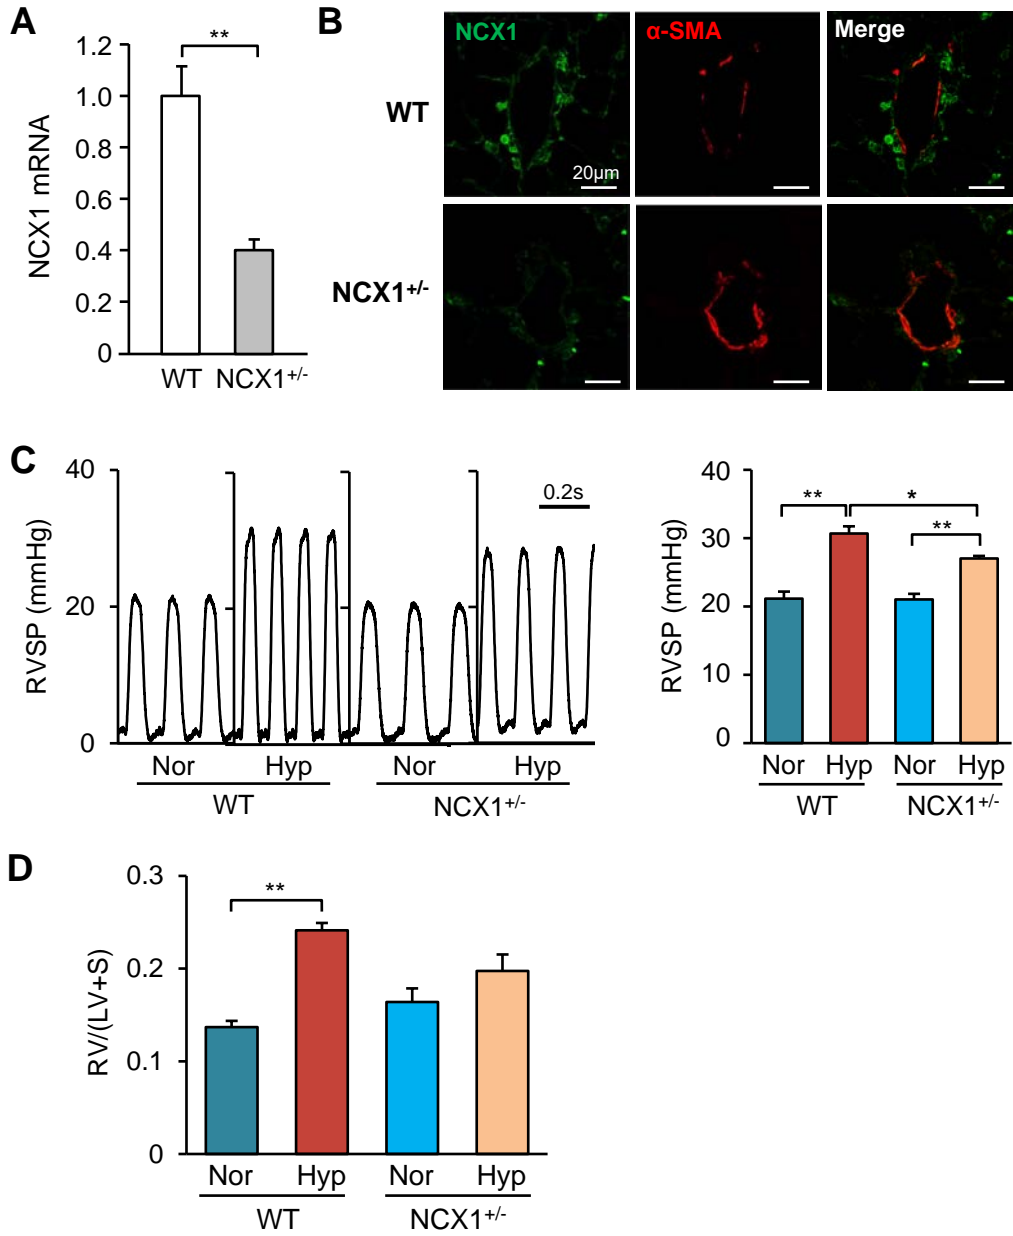 A
NCX1 mRNA
1.2
1.0
0.8
0.6
0.4
0.2
0
**
WT NCX1+/-
B
NCX1 α-SMA Merge
WT
20μm
NCX1+/-
C
RVSP (mmHg)
40
20
0
0.2s
Nor Hyp Nor Hyp
WT NCX1+/-
RVSP (mmHg)
40
30
20
10
0
** *
**
Nor Hyp Nor Hyp
WT NCX1+/-
D
RV/(LV+S)
0.3
0.2
0.1
0
**
Nor Hyp Nor Hyp
WT NCX1+/-